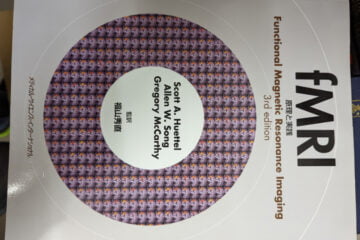 fMRI
原理と実践
Functional Magnetic Resonance Imaging
3rd edition
Scott A. Huettel
Allen W. Song
Gregory McCarthy
監訳
福山秀直
メディカル・サイエンス・インターナショナル